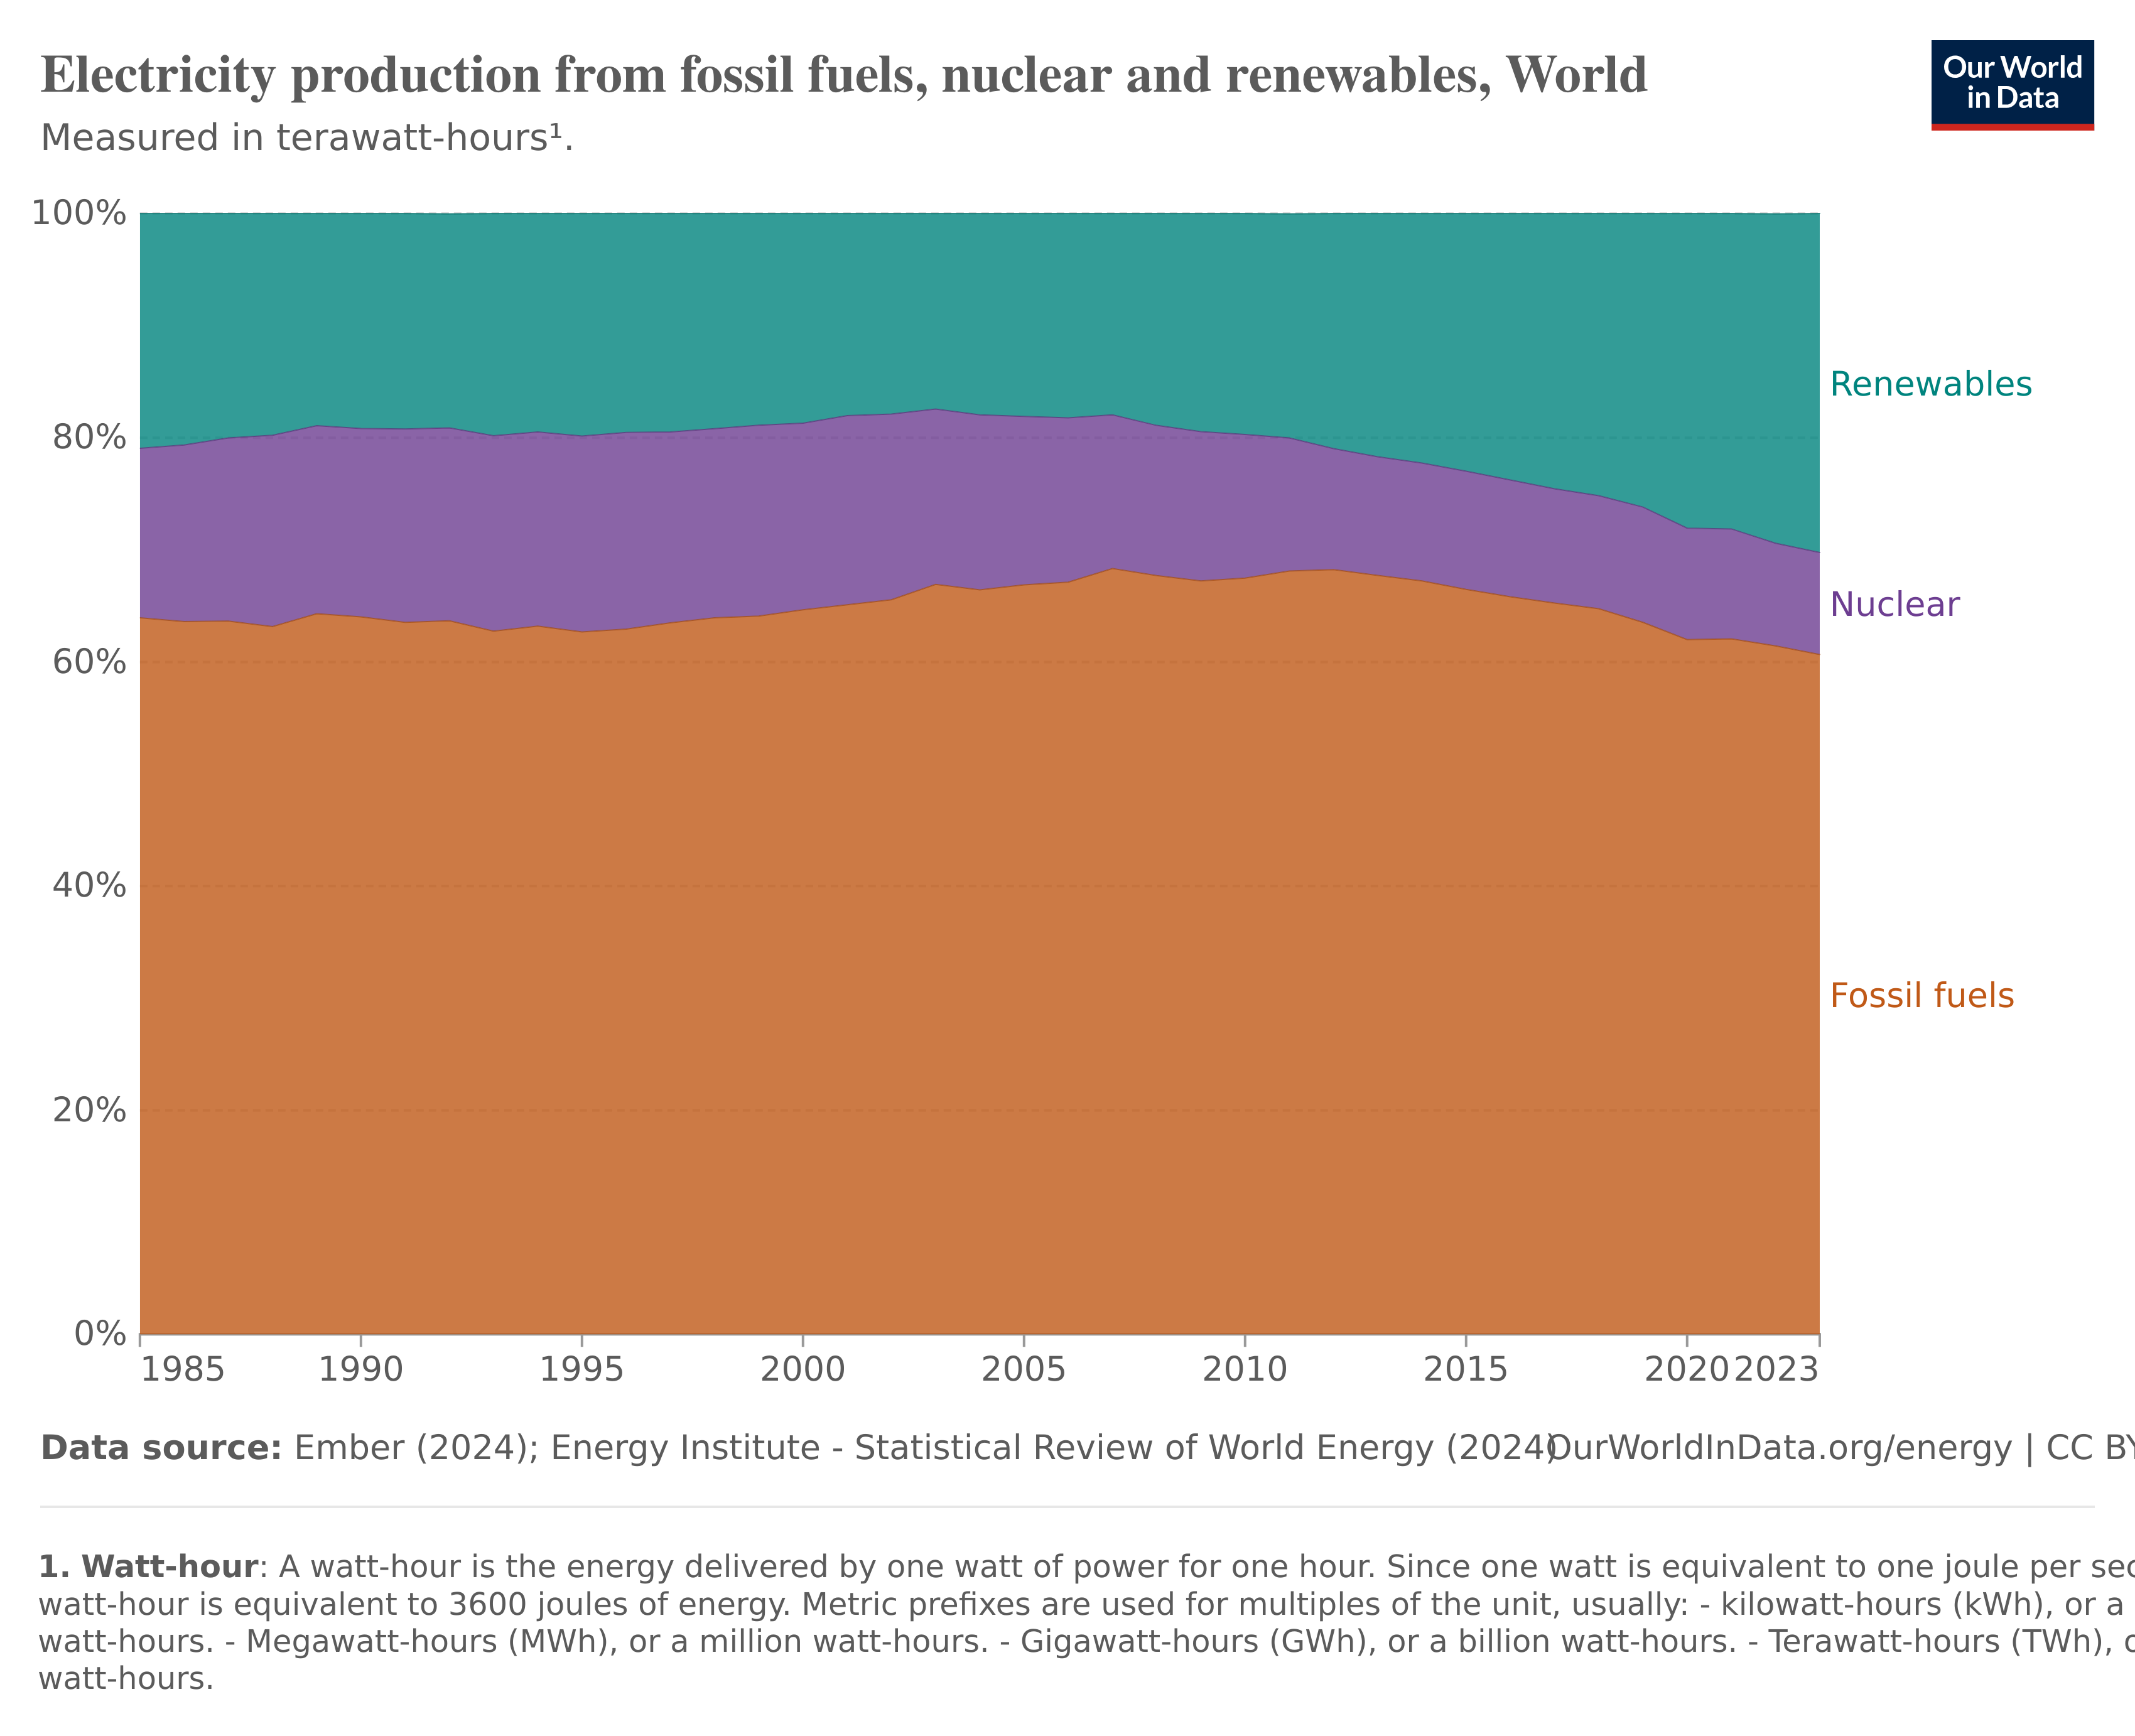 Electricity production from fossil fuels, nuclear and renewables, World
Measured in terawatt-hours¹.
Our World
in Data
100%
80%
60%
40%
20%
0%
Renewables
Nuclear
Fossil fuels
1985 1990 1995 2000 2005 2010 2015 2020 2023
Data source: Ember (2024); Energy Institute - Statistical Review of World Energy (2024)
OurWorldInData.org/energy | CC BY
1. Watt-hour: A watt-hour is the energy delivered by one watt of power for one hour. Since one watt is equivalent to one joule per
watt-hour is equivalent to 3600 joules of energy. Metric prefixes are used for multiples of the unit, usually: - kilowatt-hours (kWh), or a
watt-hours. - Megawatt-hours (MWh), or a million watt-hours. - Gigawatt-hours (GWh), or a billion watt-hours. - Terawatt-hours (TWh),
watt-hours.